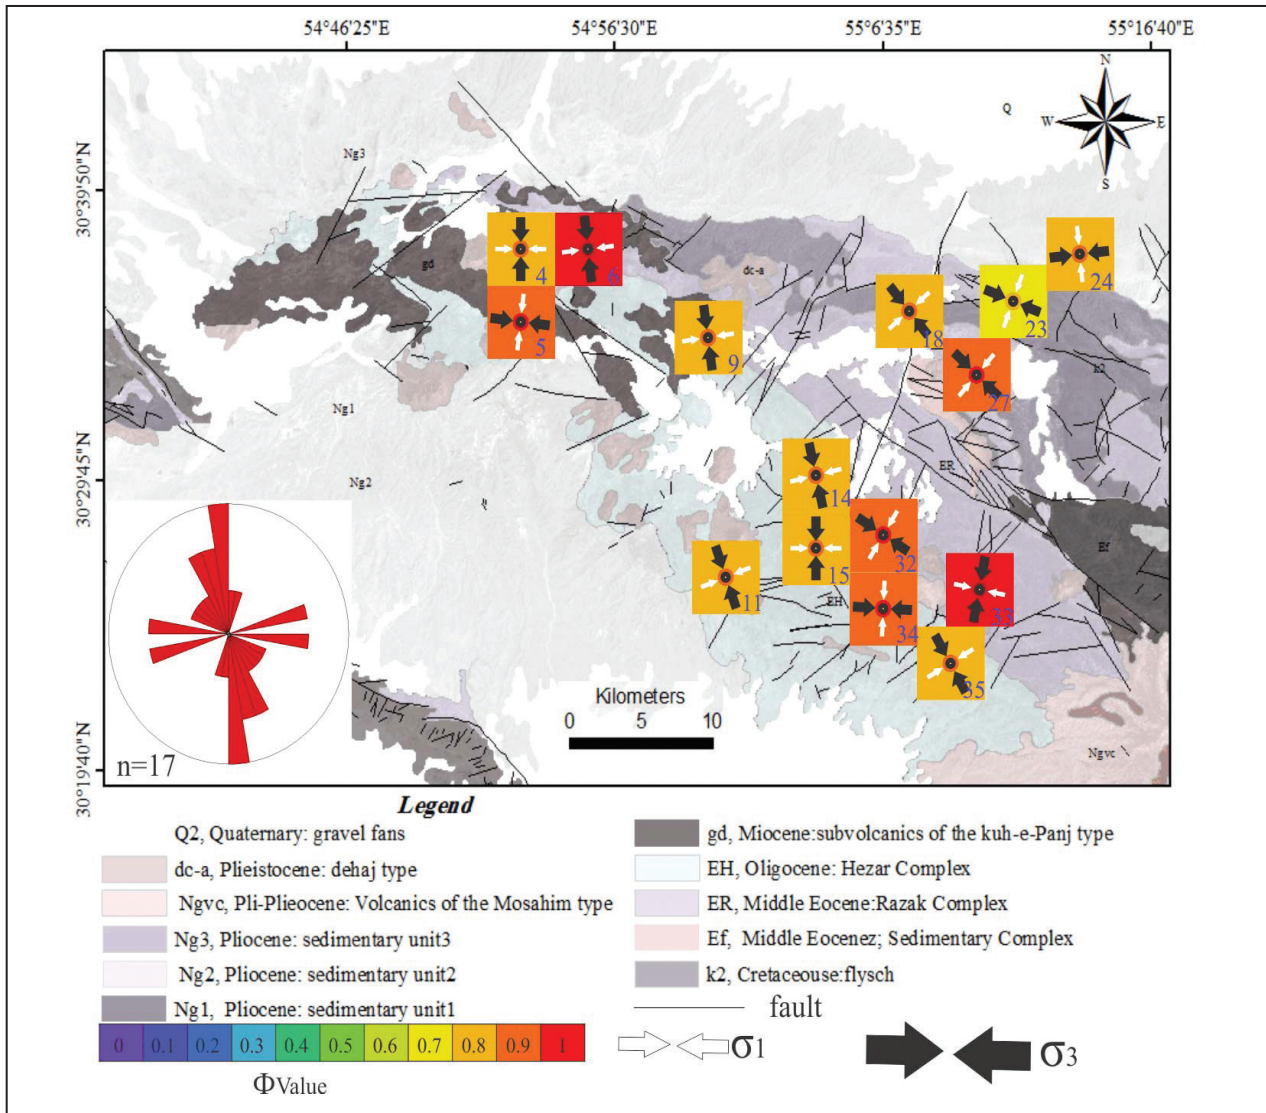 54°46'25"E 54°56'30"E 55°6'35"E 55°16'40"E
30°39'50"N
30°29'45"N
30°19'40"N
N
W E
S
Q
Ng3
gd
dc-a
4 6
5
9
18
23
24
27
k2
Ng1
Ng2
ER
14
15
11
32
34
33
35
EH
Ef
Ngvc
n=17
Kilometers
0 5 10
Legend
Q2, Quaternary: gravel fans
dc-a, Plieistocene: dehaj type
Ngvc, Pli-Plieocene: Volcanics of the Mosahim type
Ng3, Pliocene: sedimentary unit3
Ng2, Pliocene: sedimentary unit2
Ng1, Pliocene: sedimentary unit1
gd, Miocene:subvolcanics of the kuh-e-Panj type
EH, Oligocene: Hezar Complex
ER, Middle Eocene:Razak Complex
Ef, Middle Eocenez; Sedimentary Complex
k2, Cretaceouse:flysch
fault
0 0.1 0.2 0.3 0.4 0.5 0.6 0.7 0.8 0.9 1
ΦValue
σ1
σ3